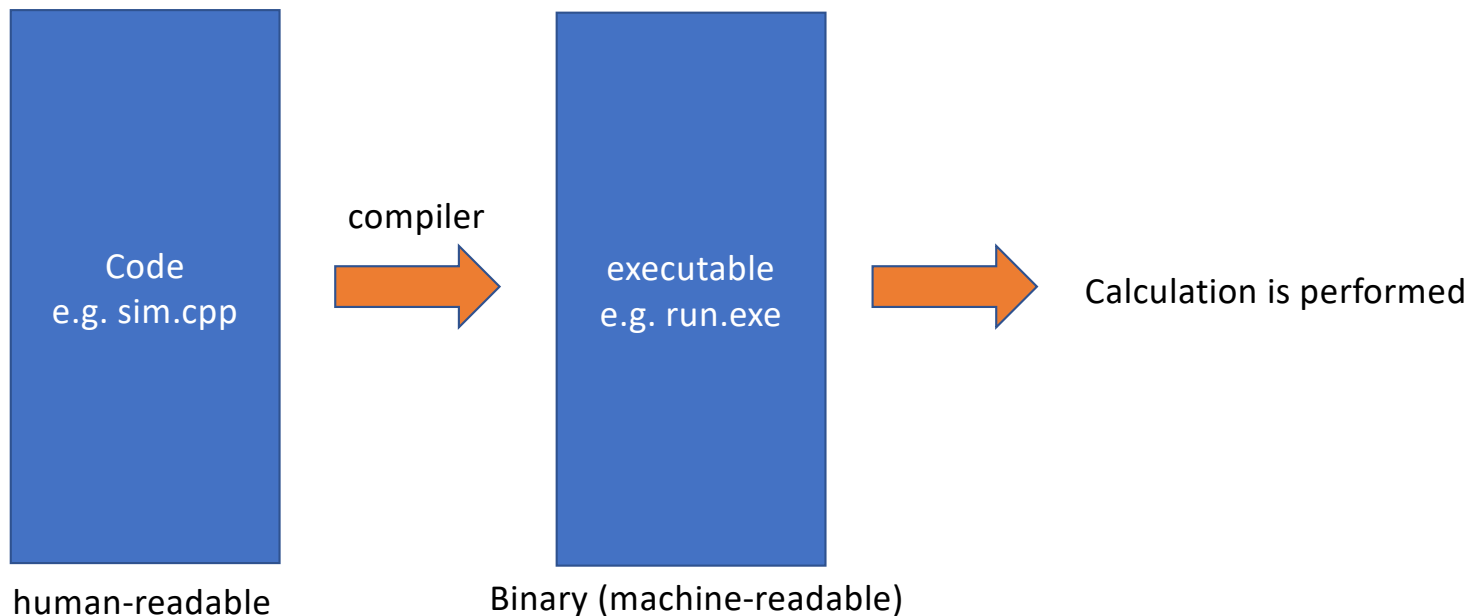 compiler
Code
e.g. sim.cpp
executable
e.g. run.exe
Calculation is performed
human-readable
Binary (machine-readable)